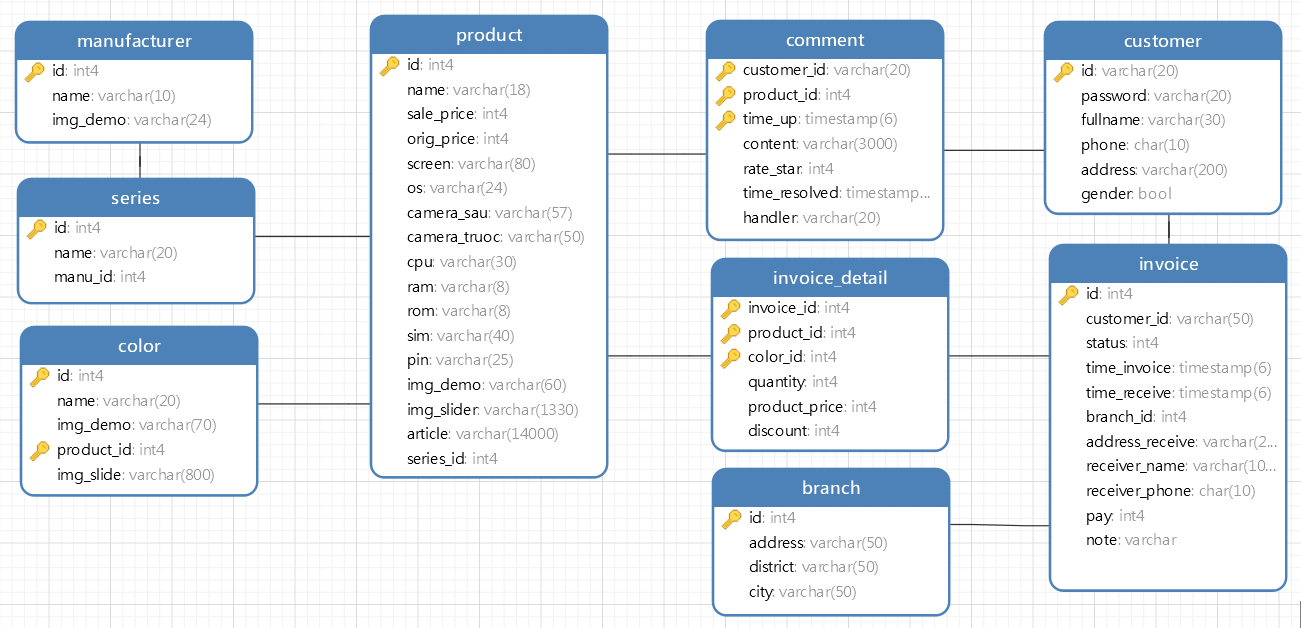 manufacturer
id: int4
name: varchar(10)
img_demo: varchar(24)
series
id: int4
name: varchar(20)
manu_id: int4
color
id: int4
name: varchar(20)
img_demo: varchar(70)
product_id: int4
img_slide: varchar(800)
product
id: int4
name: varchar(18)
sale_price: int4
orig_price: int4
screen: varchar(80)
os: varchar(24)
camera_sau: varchar(57)
camera_truoc: varchar(50)
cpu: varchar(30)
ram: varchar(8)
rom: varchar(8)
sim: varchar(40)
pin: varchar(25)
img_demo: varchar(60)
img_slider: varchar(1330)
article: varchar(14000)
series_id: int4
comment
customer_id: varchar(20)
product_id: int4
time_up: timestamp(6)
content: varchar(3000)
rate_star: int4
time_resolved: timestamp...
handler: varchar(20)
invoice_detail
invoice_id: int4
product_id: int4
color_id: int4
quantity: int4
product_price: int4
discount: int4
branch
id: int4
address: varchar(50)
district: varchar(50)
city: varchar(50)
customer
id: varchar(20)
password: varchar(20)
fullname: varchar(30)
phone: char(10)
address: varchar(200)
gender: bool
invoice
id: int4
customer_id: varchar(50)
status: int4
time_invoice: timestamp(6)
time_receive: timestamp(6)
branch_id: int4
address_receive: varchar(2...
receiver_name: varchar(10...
receiver_phone: char(10)
pay: int4
note: varchar